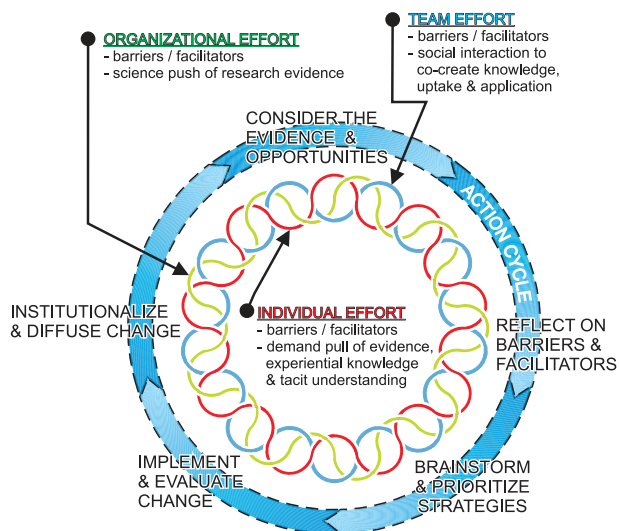 ORGANIZATIONAL EFFORT
- barriers / facilitators
- science push of research evidence
TEAM EFFORT
- barriers / facilitators
- social interaction to
co-create knowledge,
uptake & application
CONSIDER THE
EVIDENCE &
OPPORTUNITIES
ACTION CYCLE
INDIVIDUAL EFFORT
- barriers / facilitators
- demand pull of evidence,
experiential knowledge
& tacit understanding
REFLECT ON
BARRIERS
& FACILITATORS
BRAINSTORM
& PRIORITIZE
STRATEGIES
IMPLEMENT
& EVALUATE
CHANGE
INSTITUTIONALIZE
& DIFFUSE CHANGE